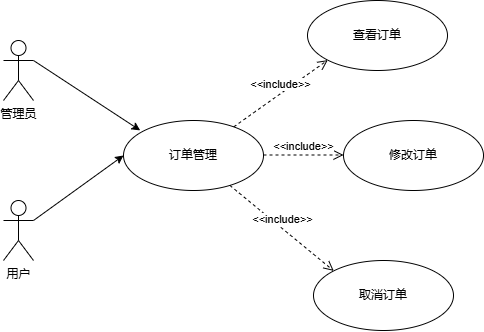 查看订单
<<include>>
管理员
订单管理
<<include>>
修改订单
<<include>>
用户
取消订单